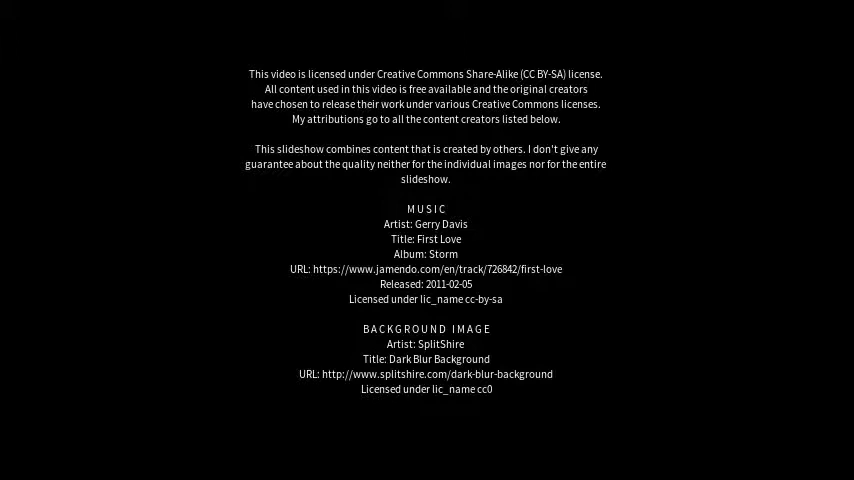 This video is licensed under Creative Commons Share-Alike (CC BY-SA) license.
All content used in this video is free available and the original creators
have chosen to release their work under various Creative Commons licenses.
My attributions go to all the content creators listed below.
This slideshow combines content that is created by others. I don't give any
guarantee about the quality neither for the individual images nor for the entire
slideshow.
MUSIC
Artist: Gerry Davis
Title: First Love
Album: Storm
URL: https://www.jamendo.com/en/track/726842/first-love
Released: 2011-02-05
Licensed under lic_name cc-by-sa
BACKGROUND IMAGE
Artist: SplitShire
Title: Dark Blur Background
URL: http://www.splitshire.com/dark-blur-background
Licensed under lic_name cc0